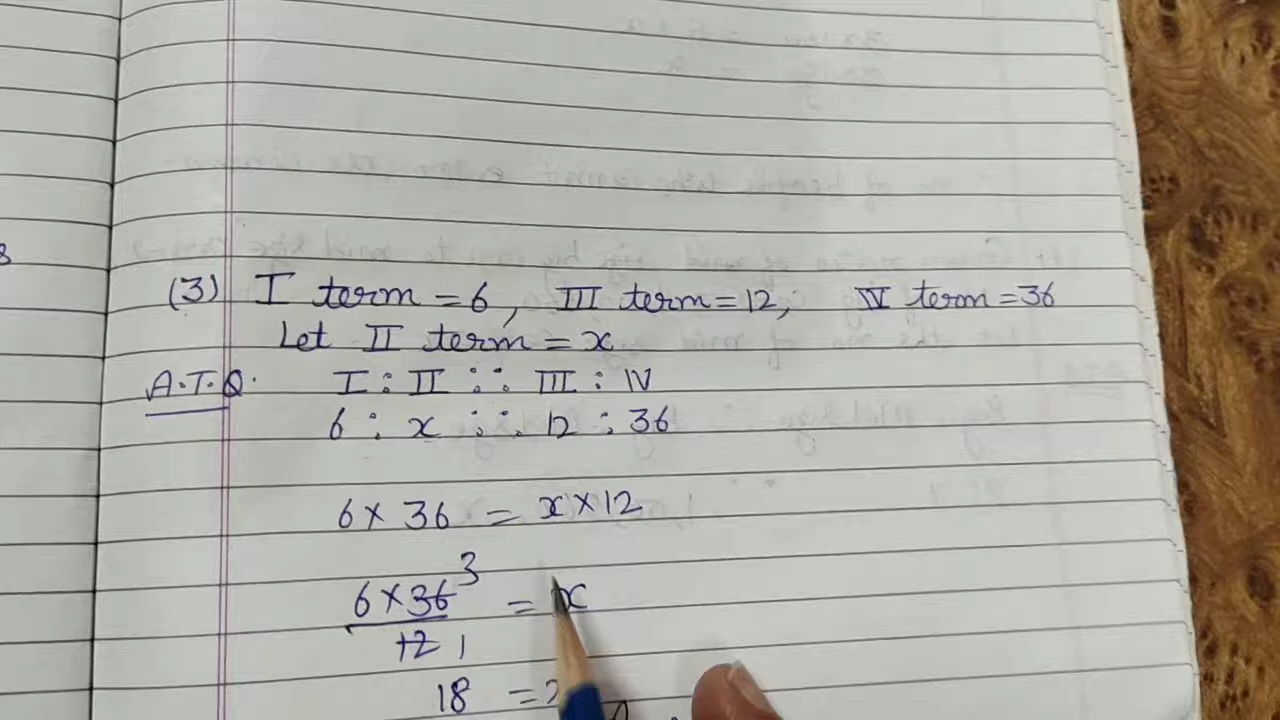 (3) I term = 6, III term = 12, IV term = 36
Let II term = x
A.T.Q. I : II :: III : IV
6 : x :: 12 : 36
6 × 36 = x × 12
6 × 36 3 = x
12 1
18 =